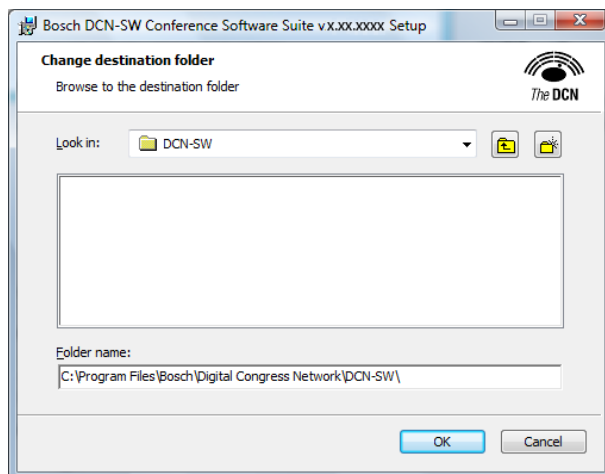 Bosch DCN-SW Conference Software Suite vx.xx.xxxx Setup
Change destination folder
Browse to the destination folder
The DCN
Look in:
DCN-SW
Folder name:
C:\Program Files\Bosch\Digital Congress Network\DCN-SW\
OK
Cancel